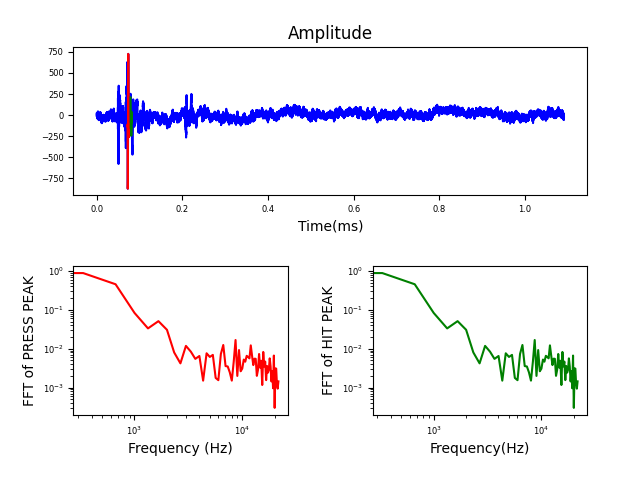 Amplitude
750
500
250
0
−250
−500
−750
0.0 0.2 0.4 0.6 0.8 1.0
Time(ms)
FFT of PRESS PEAK
10⁰
10⁻¹
10⁻²
10⁻³
10³ 10⁴
Frequency (Hz)
FFT of HIT PEAK
10⁰
10⁻¹
10⁻²
10⁻³
10³ 10⁴
Frequency(Hz)